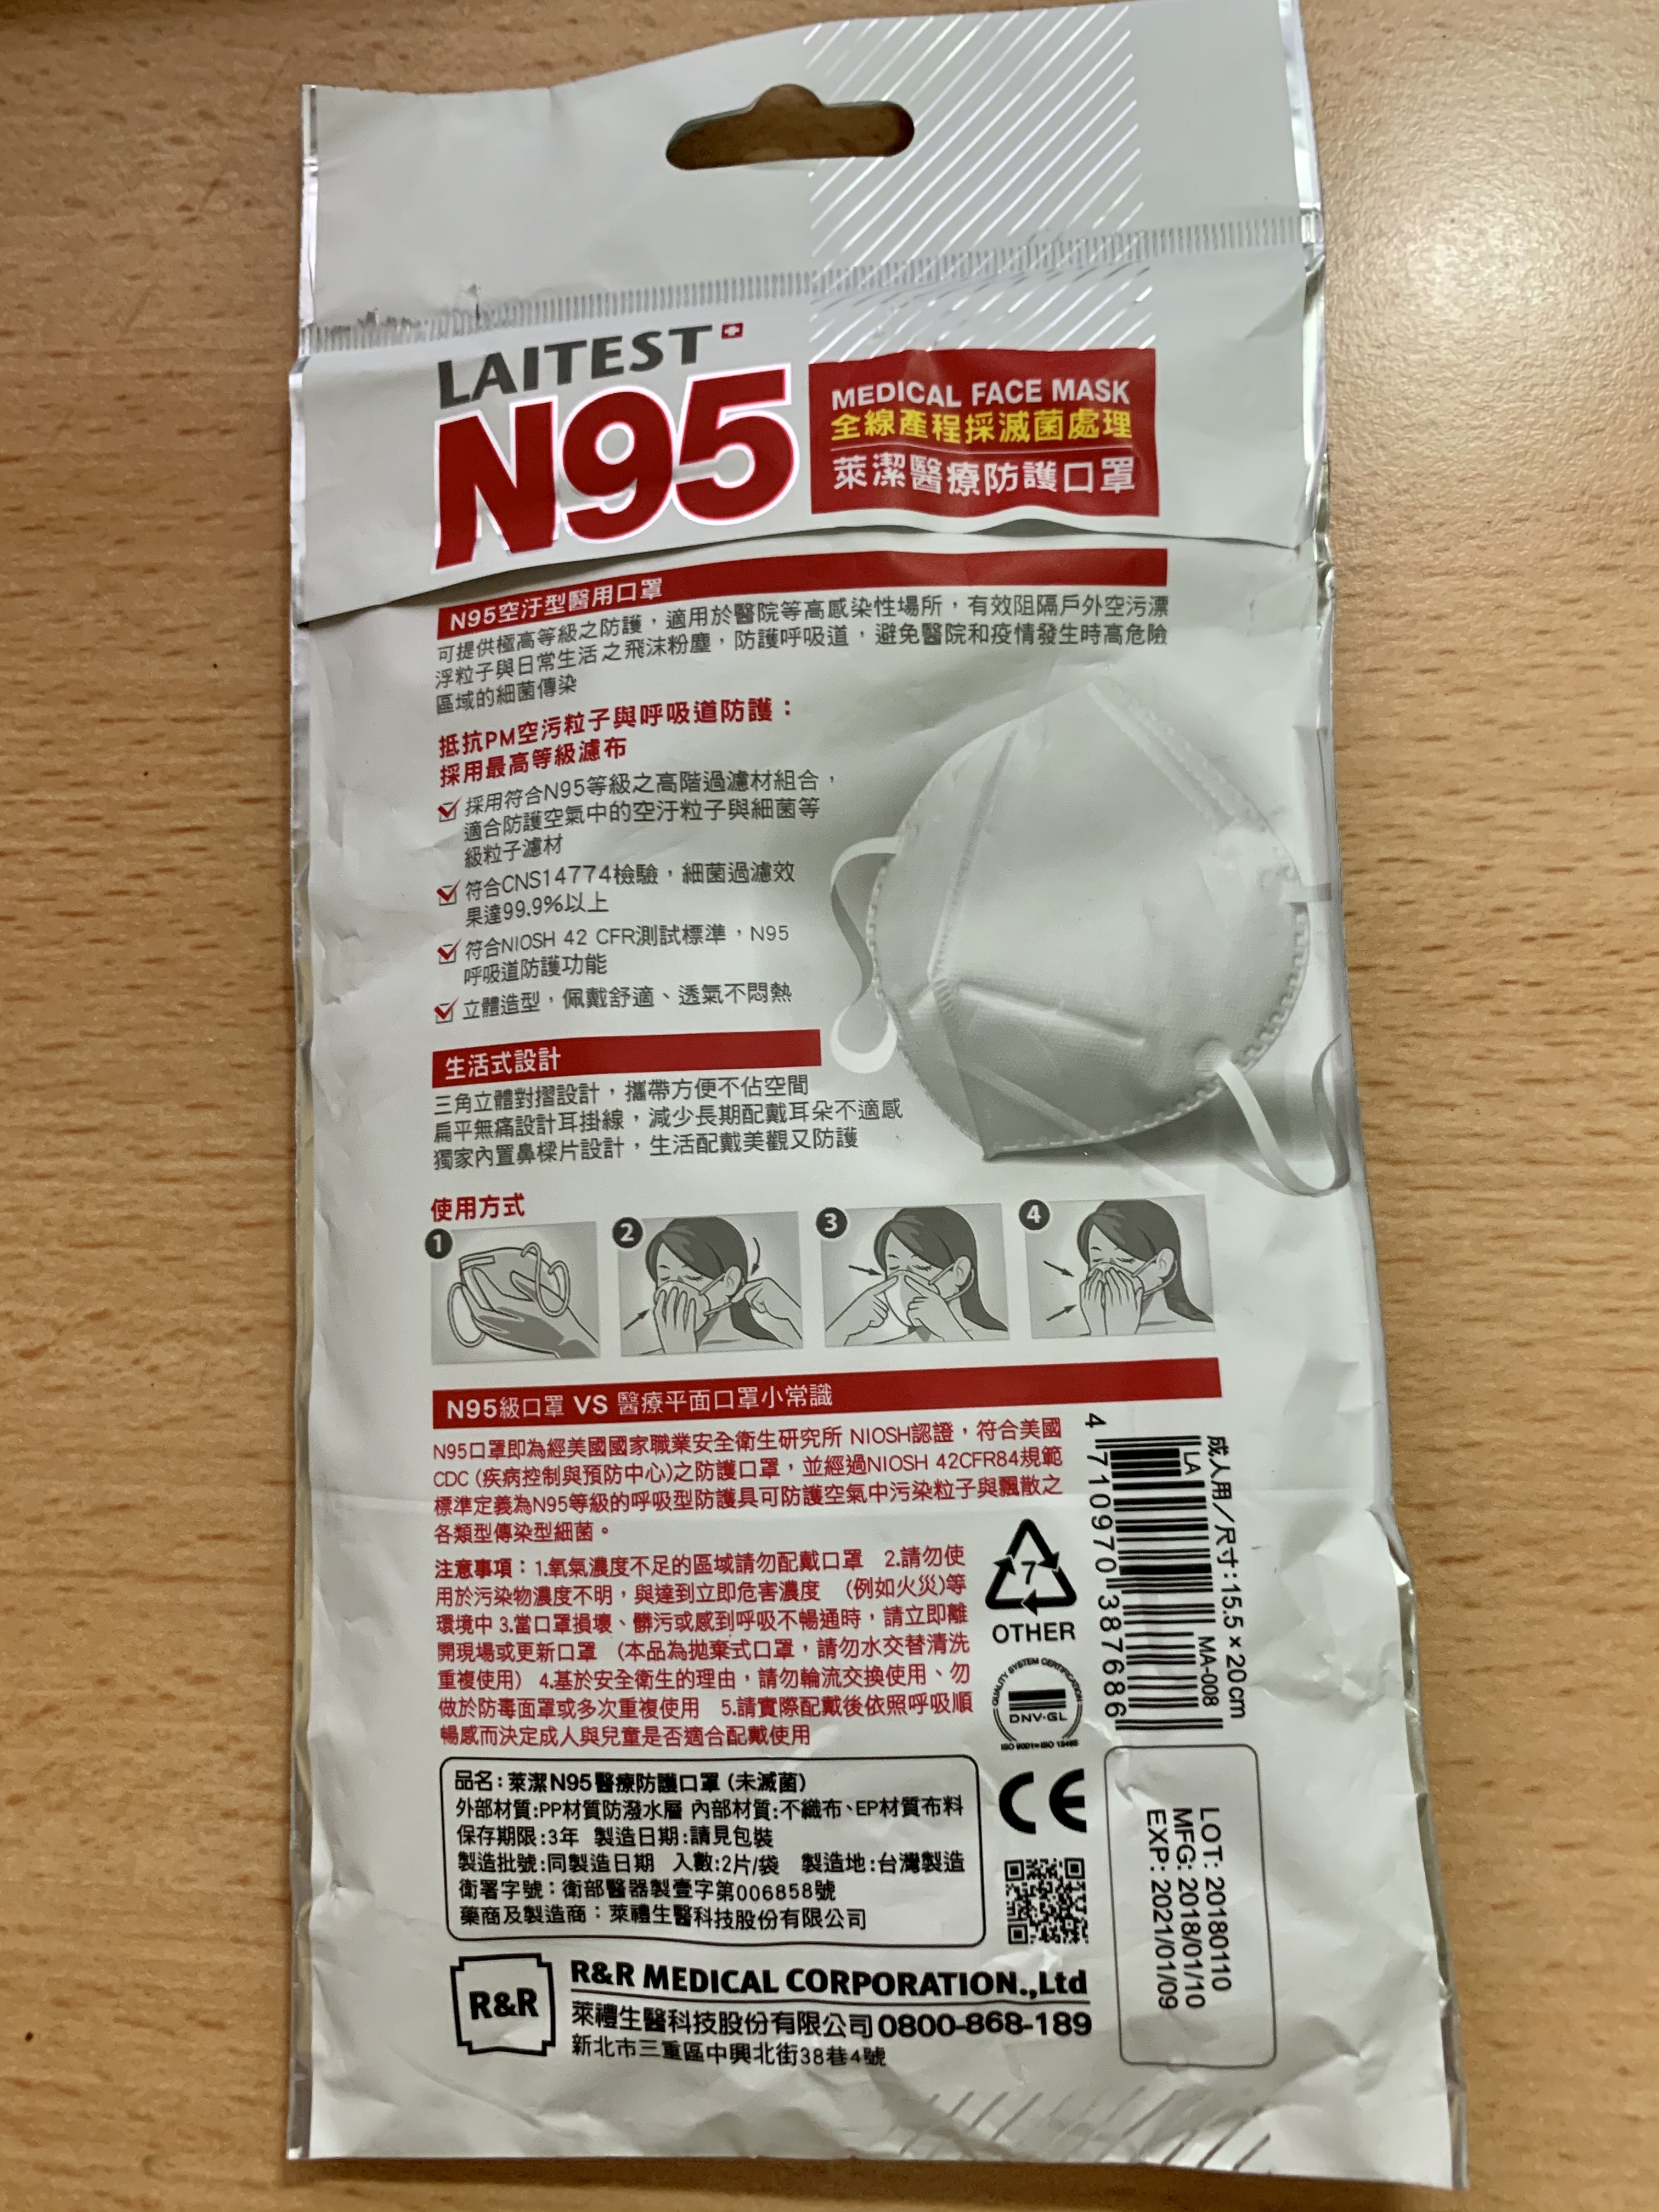 LAITEST
N95
MEDICAL FACE MASK
全線產程採滅菌處理
萊潔醫療防護口罩
N95空汙型醫用口罩
可提供極高等級之防護，適用於醫院等高感染性場所，有效阻隔戶外空污漂
浮粒子與日常生活之飛沫粉塵，防護呼吸道，避免醫院和疫情發生時高危險
區域的細菌傳染
抵抗PM空污粒子與呼吸道防護：
採用最高等級濾布
採用符合N95等級之高階過濾材組合，
適合防護空氣中的空汙粒子與細菌等
級粒子濾材
符合CNS14774檢驗，細菌過濾效
果達99.9%以上
符合NIOSH 42 CFR測試標準，N95
呼吸道防護功能
立體造型，佩戴舒適、透氣不悶熱
生活式設計
三角立體對摺設計，攜帶方便不佔空間
扁平無痛設計耳掛線，減少長期配戴耳朵不適感
獨家內置鼻樑片設計，生活配戴美觀又防護
使用方式
1
2
3
4
N95級口罩 VS 醫療平面口罩小常識
N95口罩即為經美國國家職業安全衛生研究所 NIOSH認證，符合美國
CDC (疾病控制與預防中心)之防護口罩，並經過NIOSH 42CFR84規範
標準定義為N95等級的呼吸型防護具可防護空氣中污染粒子與飄散之
各類型傳染型細菌。
注意事項：1.氧氣濃度不足的區域請勿配戴口罩 2.請勿使
用於污染物濃度不明，與達到立即危害濃度 (例如火災)等
環境中 3.當口罩損壞、髒污或感到呼吸不暢通時，請立即離
開現場或更新口罩 (本品為拋棄式口罩，請勿水交替清洗
重複使用) 4.基於安全衛生的理由，請勿輪流交換使用、勿
做於防毒面罩或多次重複使用 5.請實際配戴後依照呼吸順
暢感而決定成人與兒童是否適合配戴使用
成人用／尺寸：15.5×20cm
LA MA-008
4 710970 387686
7
OTHER
QUALITY SYSTEM CERTIFICATION
DNV·GL
ISO 9001=ISO 13485
CE
品名：萊潔N95醫療防護口罩 (未滅菌)
外部材質:PP材質防潑水層 內部材質:不織布、EP材質布料
保存期限:3年 製造日期:請見包裝
製造批號:同製造日期 入數:2片/袋 製造地:台灣製造
衛署字號：衛部醫器製壹字第006858號
藥商及製造商：萊禮生醫科技股份有限公司
LOT: 20180110
MFG: 2018/01/10
EXP: 2021/01/09
R&R
R&R MEDICAL CORPORATION.,Ltd
萊禮生醫科技股份有限公司 0800-868-189
新北市三重區中興北街38巷4號